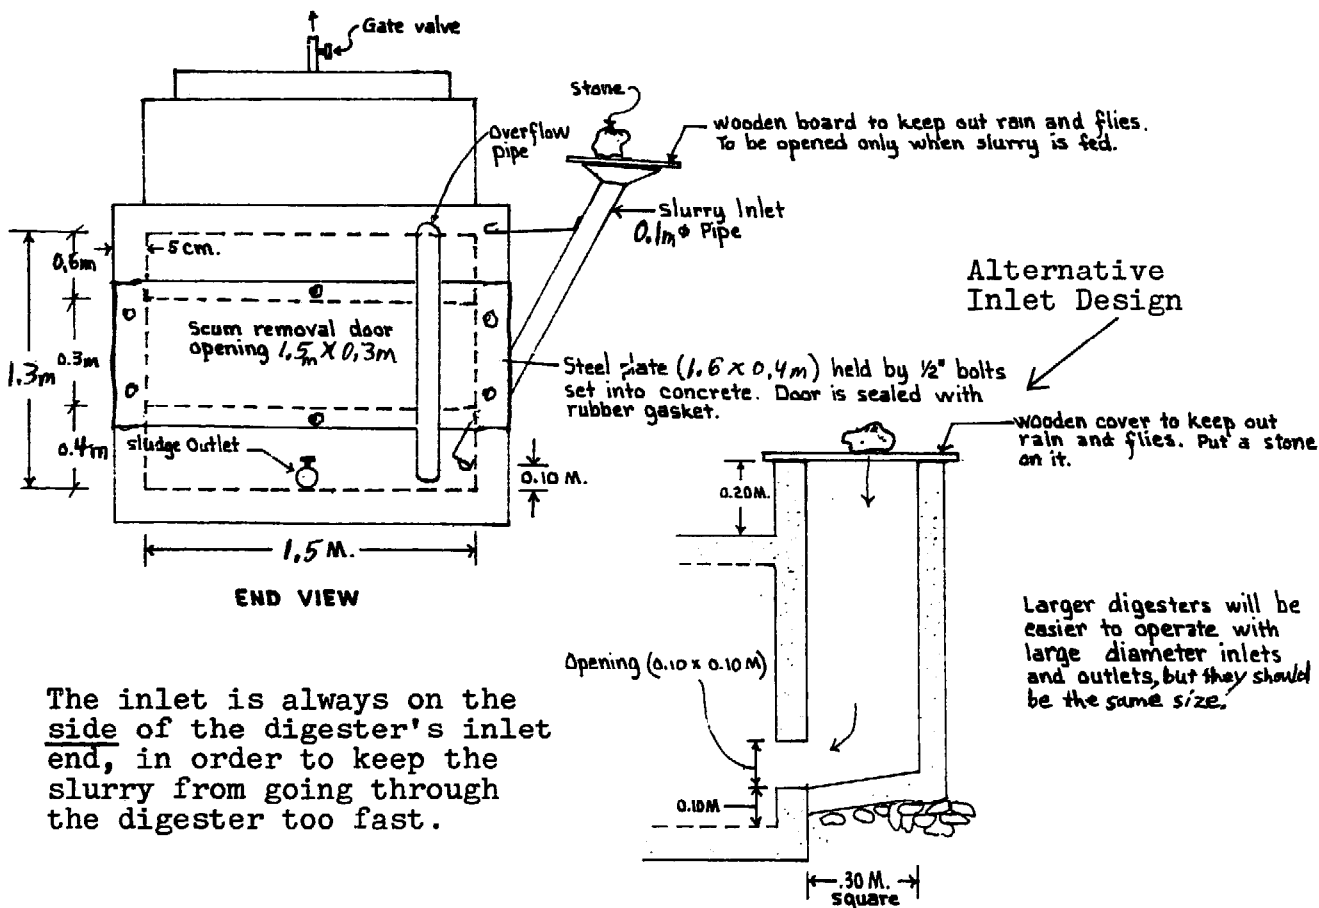 Gate valve
Stone
Overflow
pipe
wooden board to keep out rain and flies.
To be opened only when slurry is fed.
Slurry Inlet
0.1m ø Pipe
5 cm.
0,6m
Scum removal door
opening 1,5m X 0,3m
0.3m
1.3m
Steel plate (1.6 x 0,4m) held by ½" bolts
set into concrete. Door is sealed with
rubber gasket.
0.4m
Sludge Outlet
0.10 M.
1,5 M.
END VIEW
Alternative
Inlet Design
wooden cover to keep out
rain and flies. Put a stone
on it.
0.20M.
Opening (0.10 x 0.10M)
0.10M
.30 M.
square
Larger digesters will be
easier to operate with
large diameter inlets
and outlets, but they should
be the same size.
The inlet is always on the
side of the digester's inlet
end, in order to keep the
slurry from going through
the digester too fast.